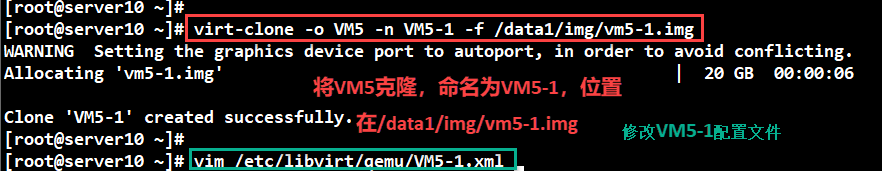 [root@server10 ~]#
[root@server10 ~]# virt-clone -o VM5 -n VM5-1 -f /data1/img/vm5-1.img
WARNING  Setting the graphics device port to autoport, in order to avoid conflicting.
Allocating 'vm5-1.img' | 20 GB 00:00:06
将VM5克隆，命名为VM5-1，位置
Clone 'VM5-1' created successfully. 在/data1/img/vm5-1.img
[root@server10 ~]# 修改VM5-1配置文件
[root@server10 ~]# vim /etc/libvirt/qemu/VM5-1.xml